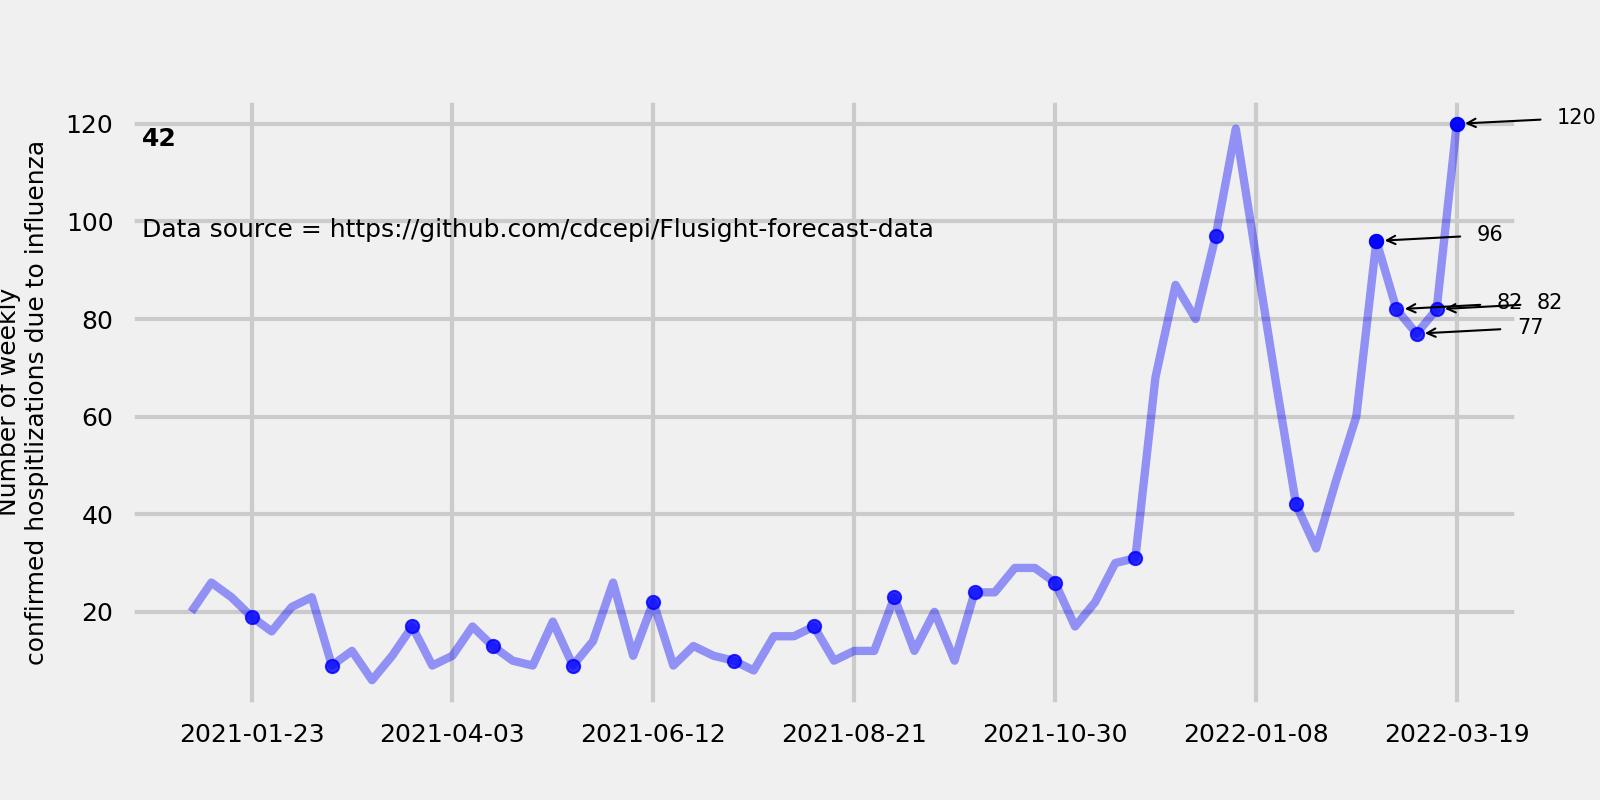 120
42
120
Data source = https://github.com/cdcepi/Flusight-forecast-data
100
96
82 82
80
77
60
40
20
Number of weekly
confirmed hospitlizations due to influenza
2021-01-23 2021-04-03 2021-06-12 2021-08-21 2021-10-30 2022-01-08 2022-03-19